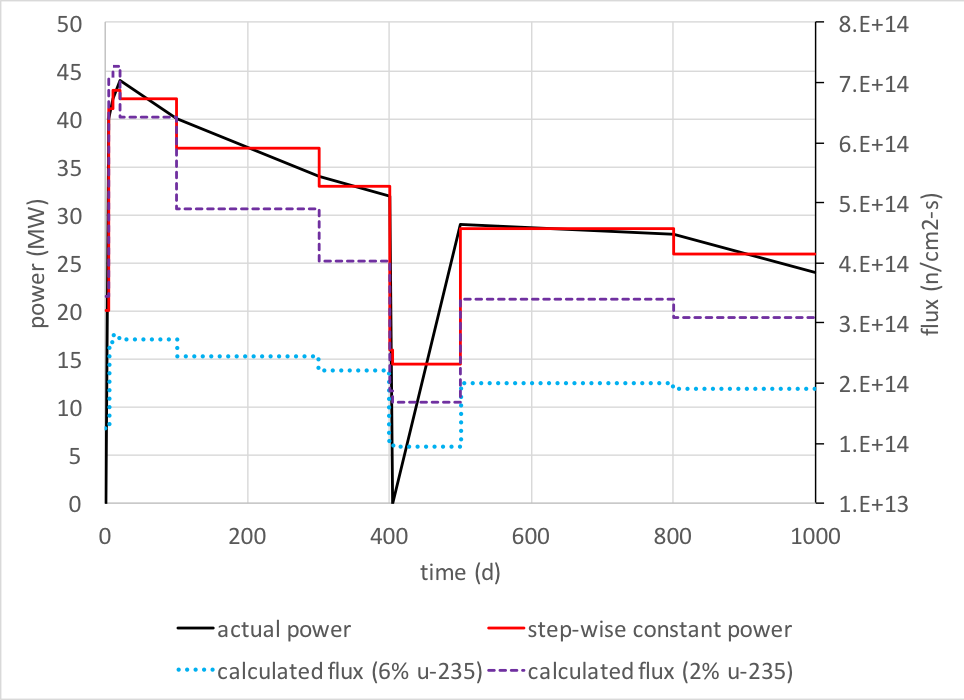 50
45
40
35
30
25
20
15
10
5
0
power (MW)
8.E+14
7.E+14
6.E+14
5.E+14
4.E+14
3.E+14
2.E+14
1.E+14
1.E+13
flux (n/cm2-s)
0 200 400 600 800 1000
time (d)
actual power step-wise constant power
calculated flux (6% u-235) calculated flux (2% u-235)